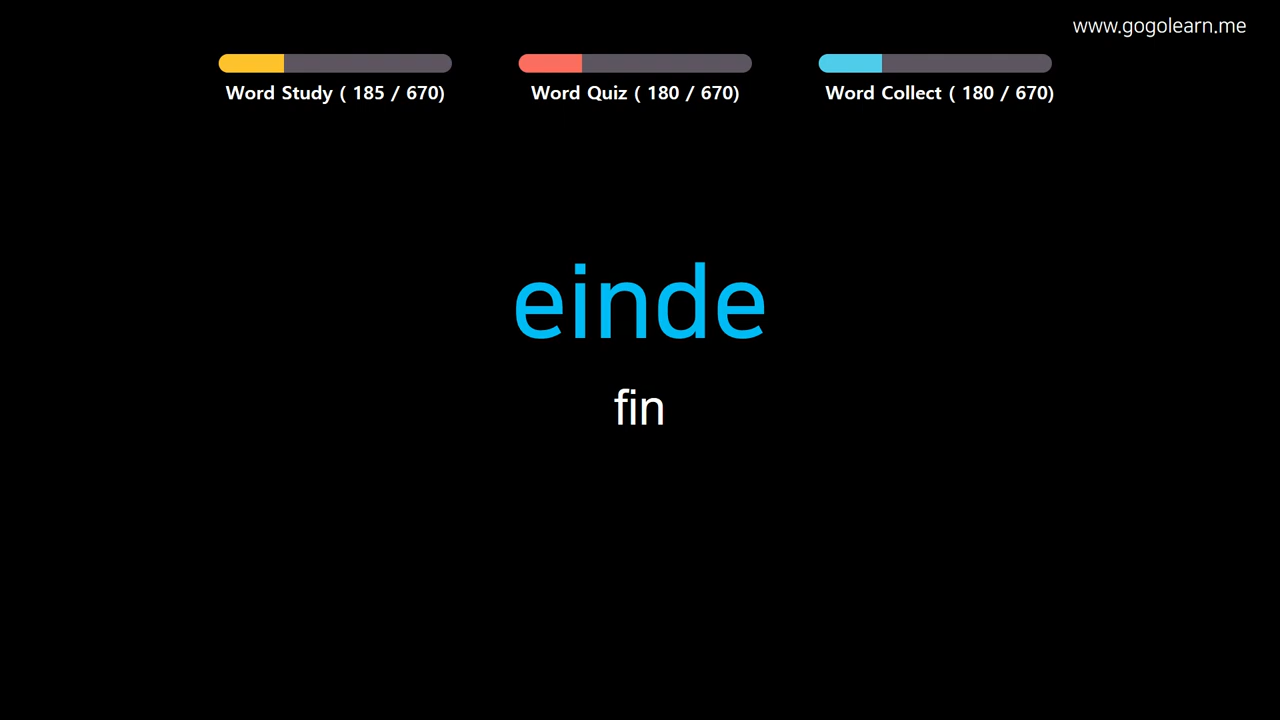 www.gogolearn.me
Word Study ( 185 / 670)
Word Quiz ( 180 / 670)
Word Collect ( 180 / 670)
einde
fin